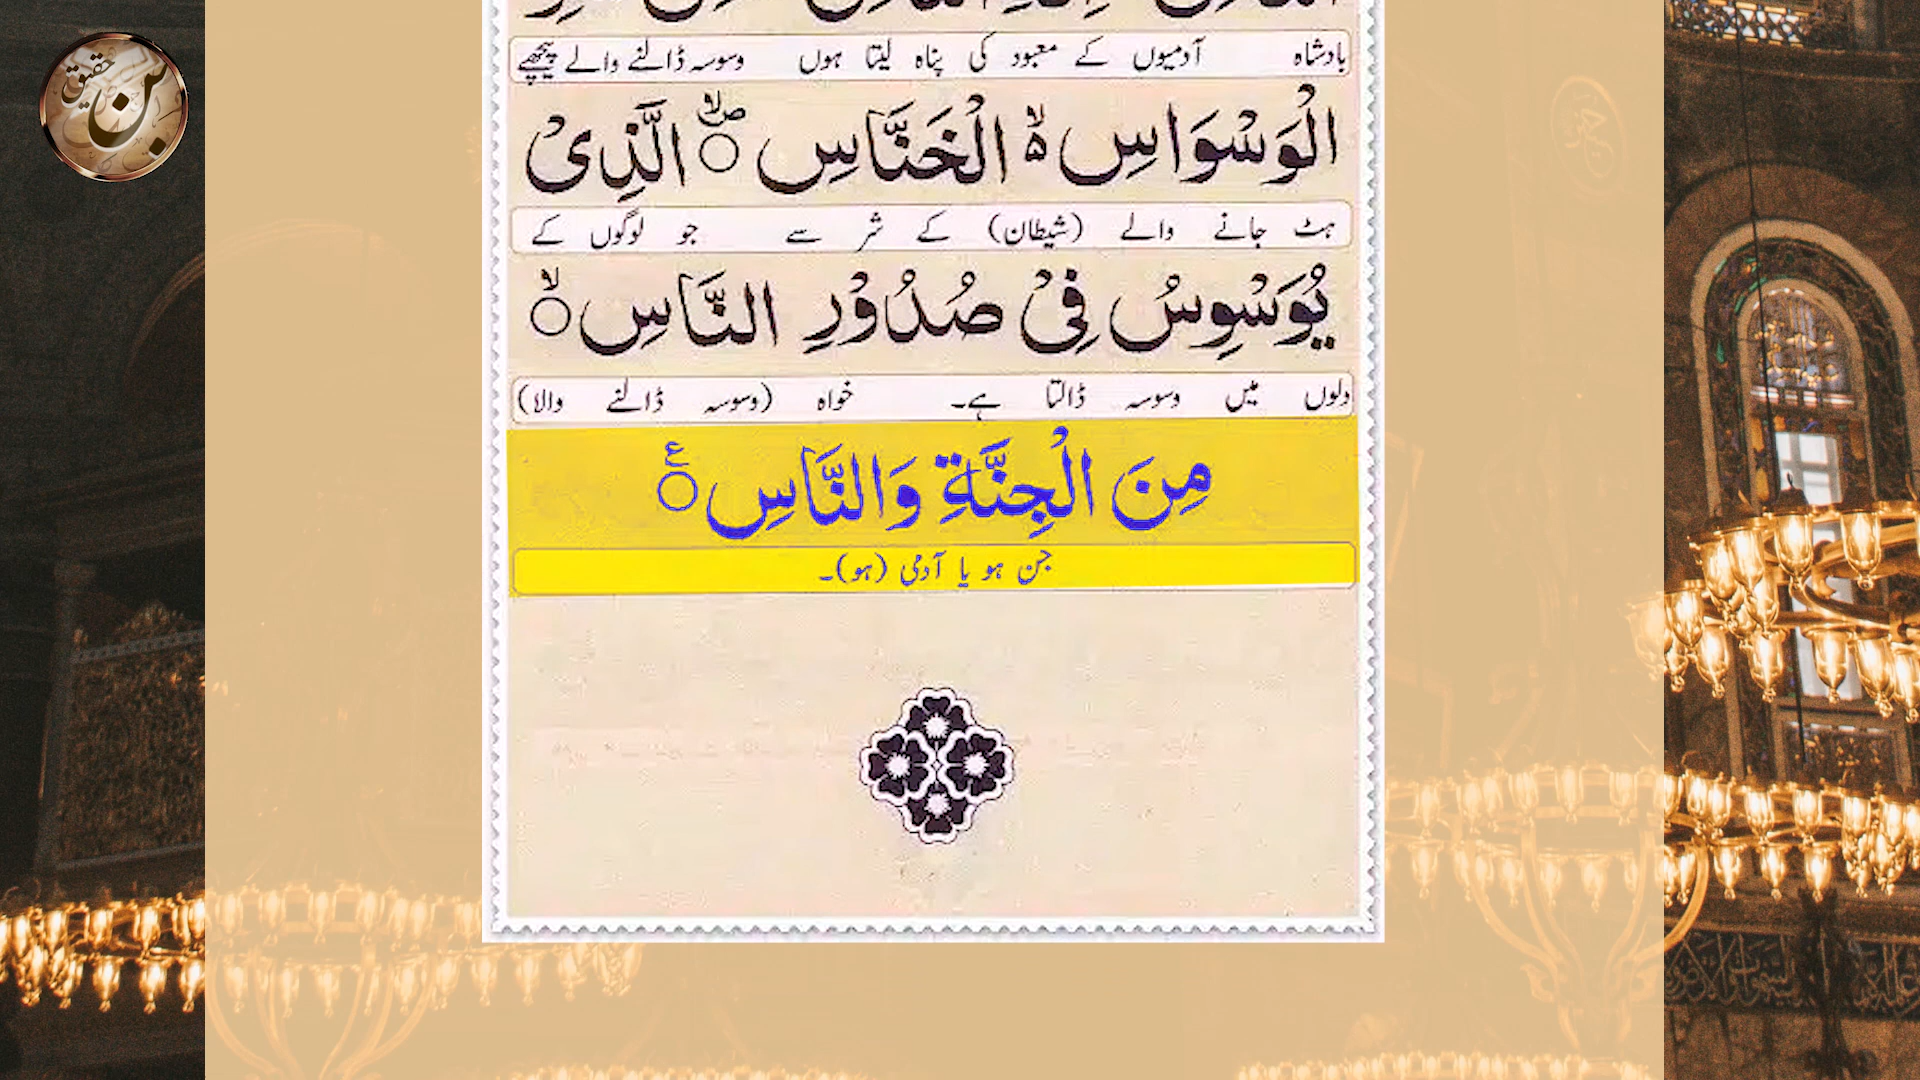 بادشاہ آدمیوں کے معبود کی پناہ لیتا ہوں وسوسہ ڈالنے والے پیچھے
الْوَسْوَاسِ ۵ۙ الْخَنَّاسِ ۝ۙص الَّذِیْ
ہٹ جانے والے (شیطان) کے شر سے جو لوگوں کے
یُوَسْوِسُ فِیْ صُدُوْرِ النَّاسِ ۝ۙ
دلوں میں وسوسہ ڈالتا ہے۔ خواہ (وسوسہ ڈالنے والا)
مِنَ الْجِنَّةِ وَالنَّاسِ ۝ع
جن ہو یا آدمی (ہو)۔